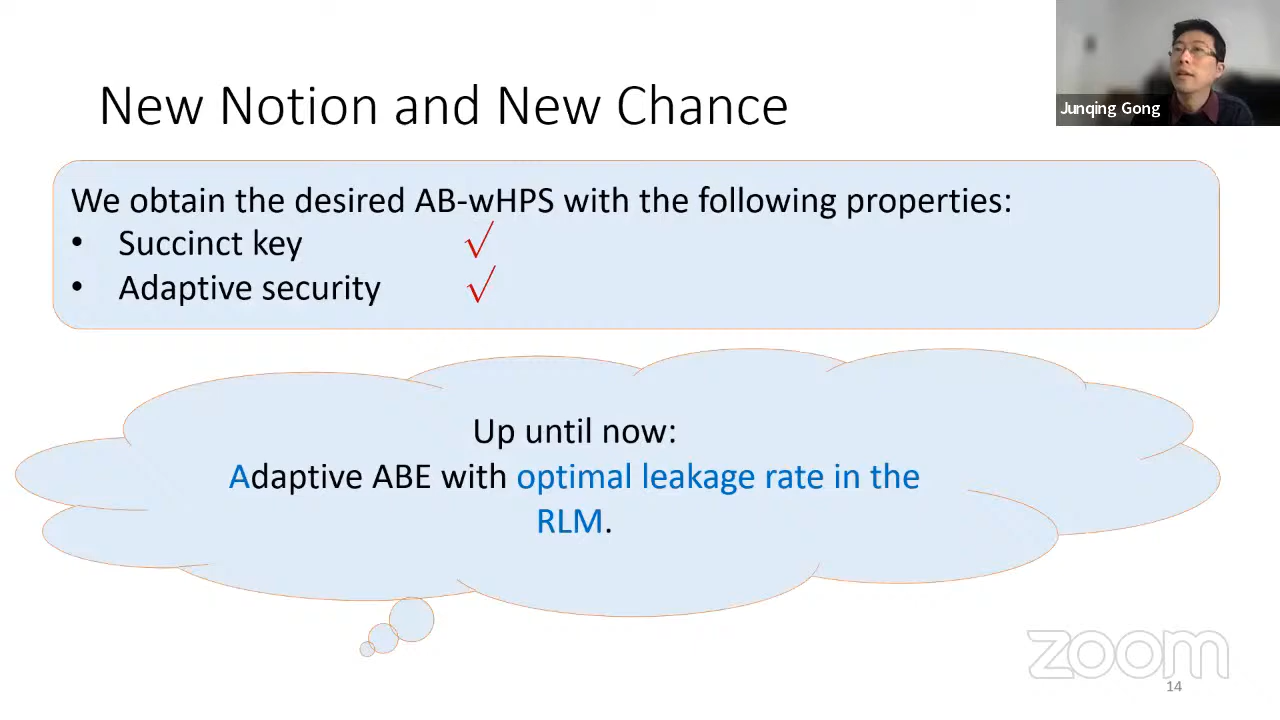 New Notion and New Chance
Junqing Gong
We obtain the desired AB-wHPS with the following properties:
• Succinct key √
• Adaptive security √
Up until now:
Adaptive ABE with optimal leakage rate in the
RLM.
zoom
14